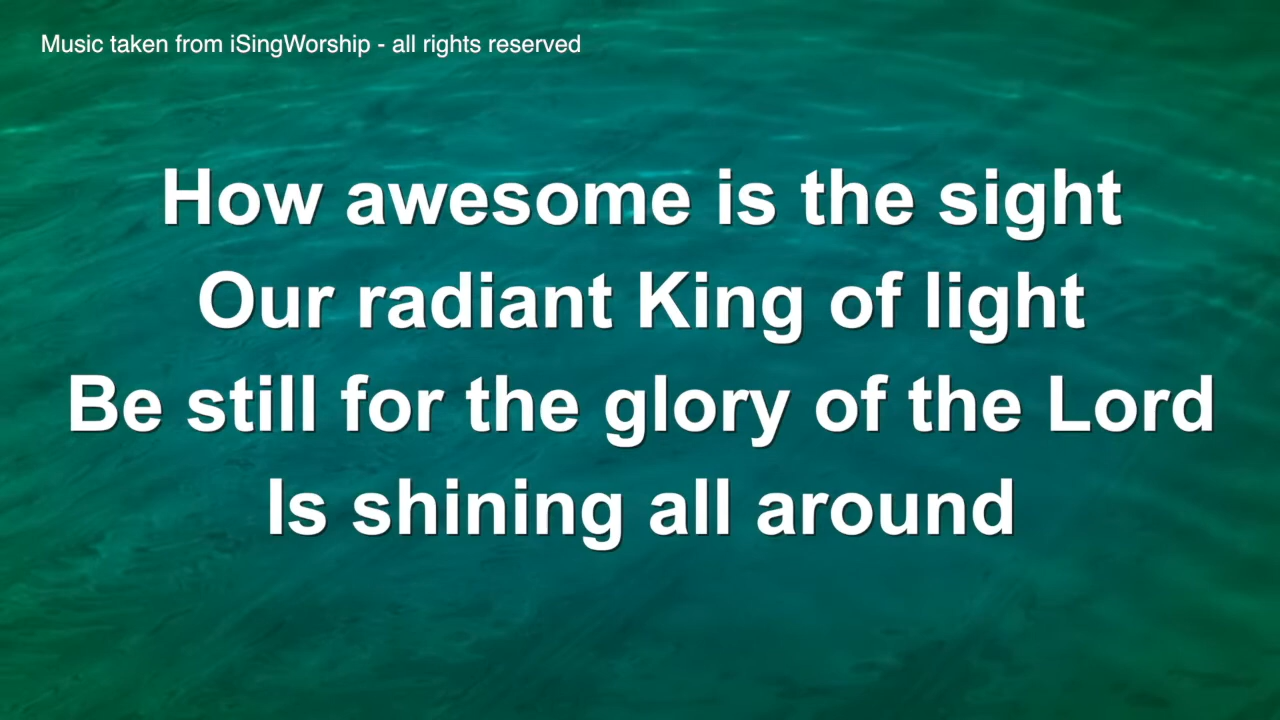 Music taken from iSingWorship - all rights reserved
How awesome is the sight
Our radiant King of light
Be still for the glory of the Lord
Is shining all around